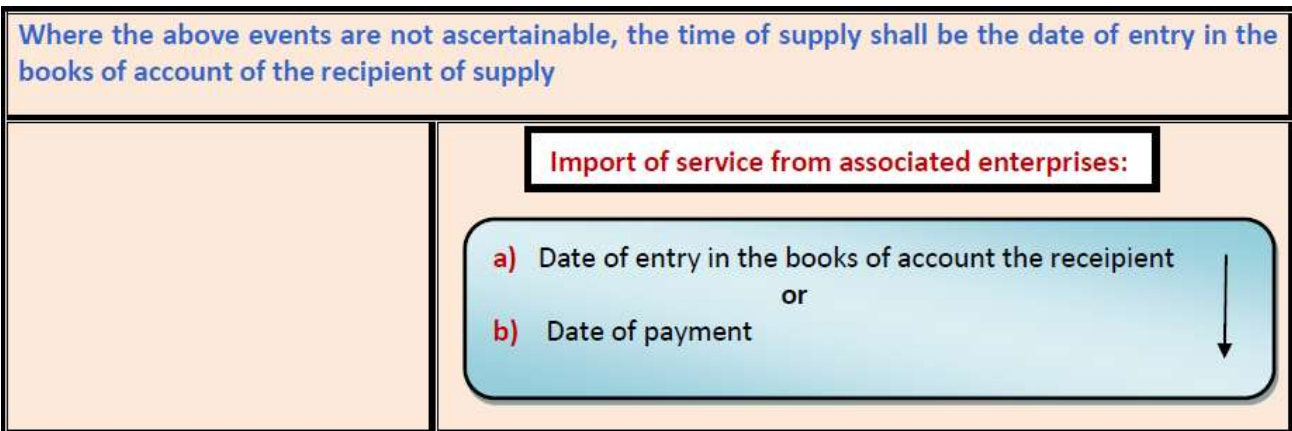 Where the above events are not ascertainable, the time of supply shall be the date of entry in the
books of account of the recipient of supply
Import of service from associated enterprises:
a) Date of entry in the books of account the receipient
or
b) Date of payment